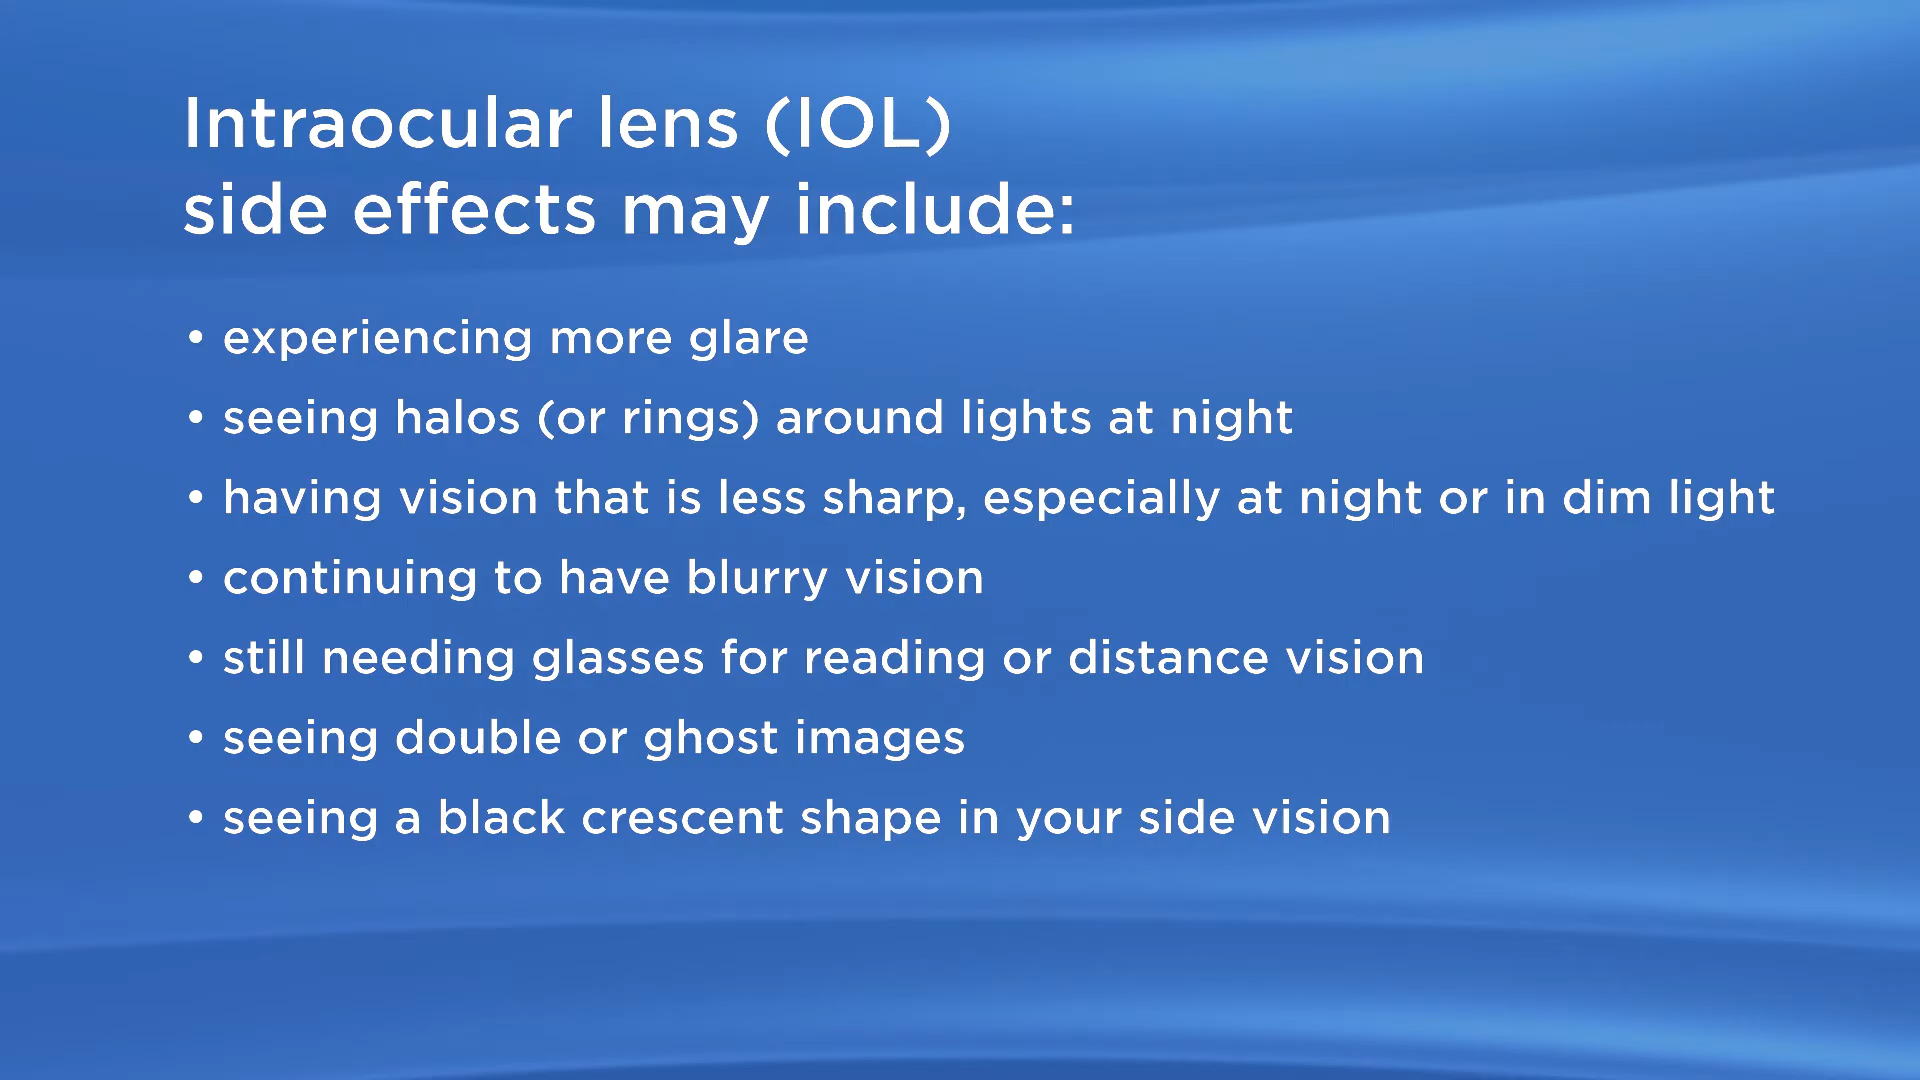 Intraocular lens (IOL)
side effects may include:
• experiencing more glare
• seeing halos (or rings) around lights at night
• having vision that is less sharp, especially at night or in dim light
• continuing to have blurry vision
• still needing glasses for reading or distance vision
• seeing double or ghost images
• seeing a black crescent shape in your side vision